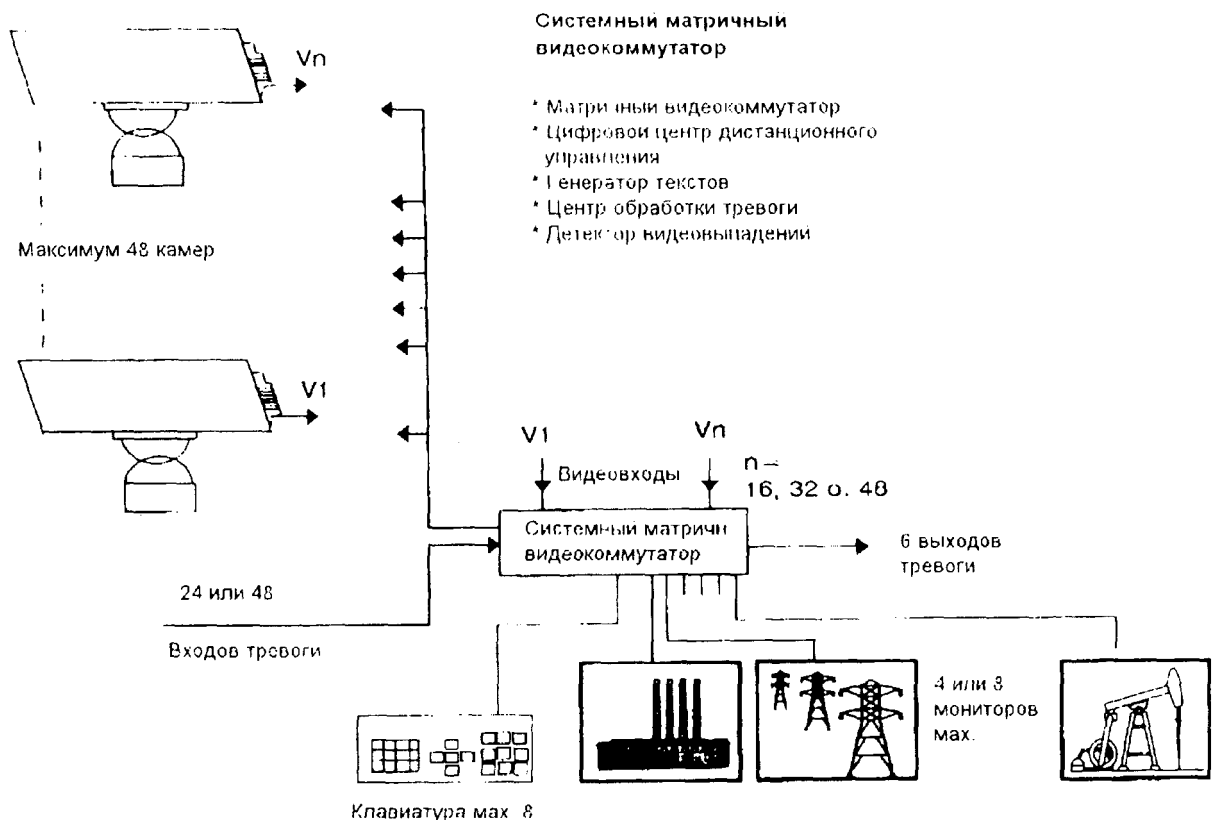 Системный матричный
видеокоммутатор
* Матричный видеокоммутатор
* Цифровой центр дистанционного
управления
* Генератор текстов
* Центр обработки тревоги
* Детектор видеовыпадений
Vn
Максимум 48 камер
V1
V1
Vn
Видеовходы
n =
16, 32 о. 48
Системный матричн
видеокоммутатор
6 выходов
тревоги
24 или 48
Входов тревоги
4 или 8
мониторов
мах.
Клавиатура мах 8